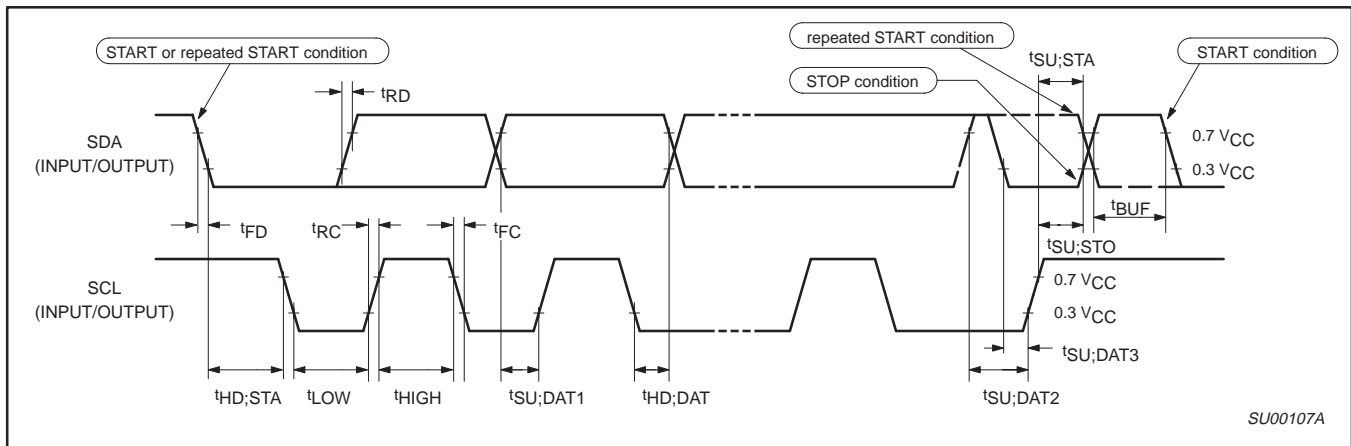 repeated START condition
START or repeated START condition
tSU;STA
START condition
STOP condition
tRD
SDA
(INPUT/OUTPUT)
0.7 VCC
0.3 VCC
tBUF
tFD
tRC
tFC
tSU;STO
SCL
(INPUT/OUTPUT)
0.7 VCC
0.3 VCC
tSU;DAT3
tHD;STA
tLOW
tHIGH
tSU;DAT1
tHD;DAT
tSU;DAT2
SU00107A